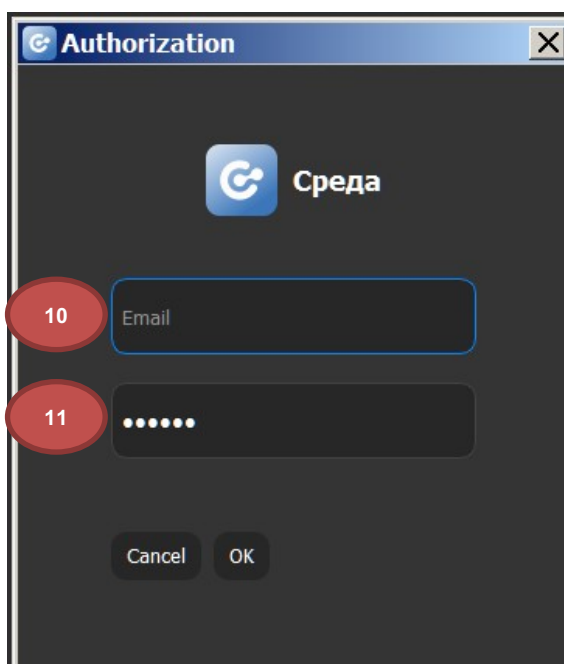 Authorization
Среда
10
Email
11
••••••
Cancel OK